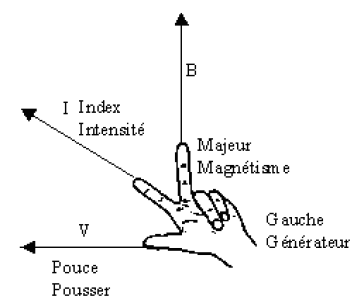 B
I Index
Intensité
Majeur
Magnétisme
Gauche
Générateur
V
Pouce
Pousser